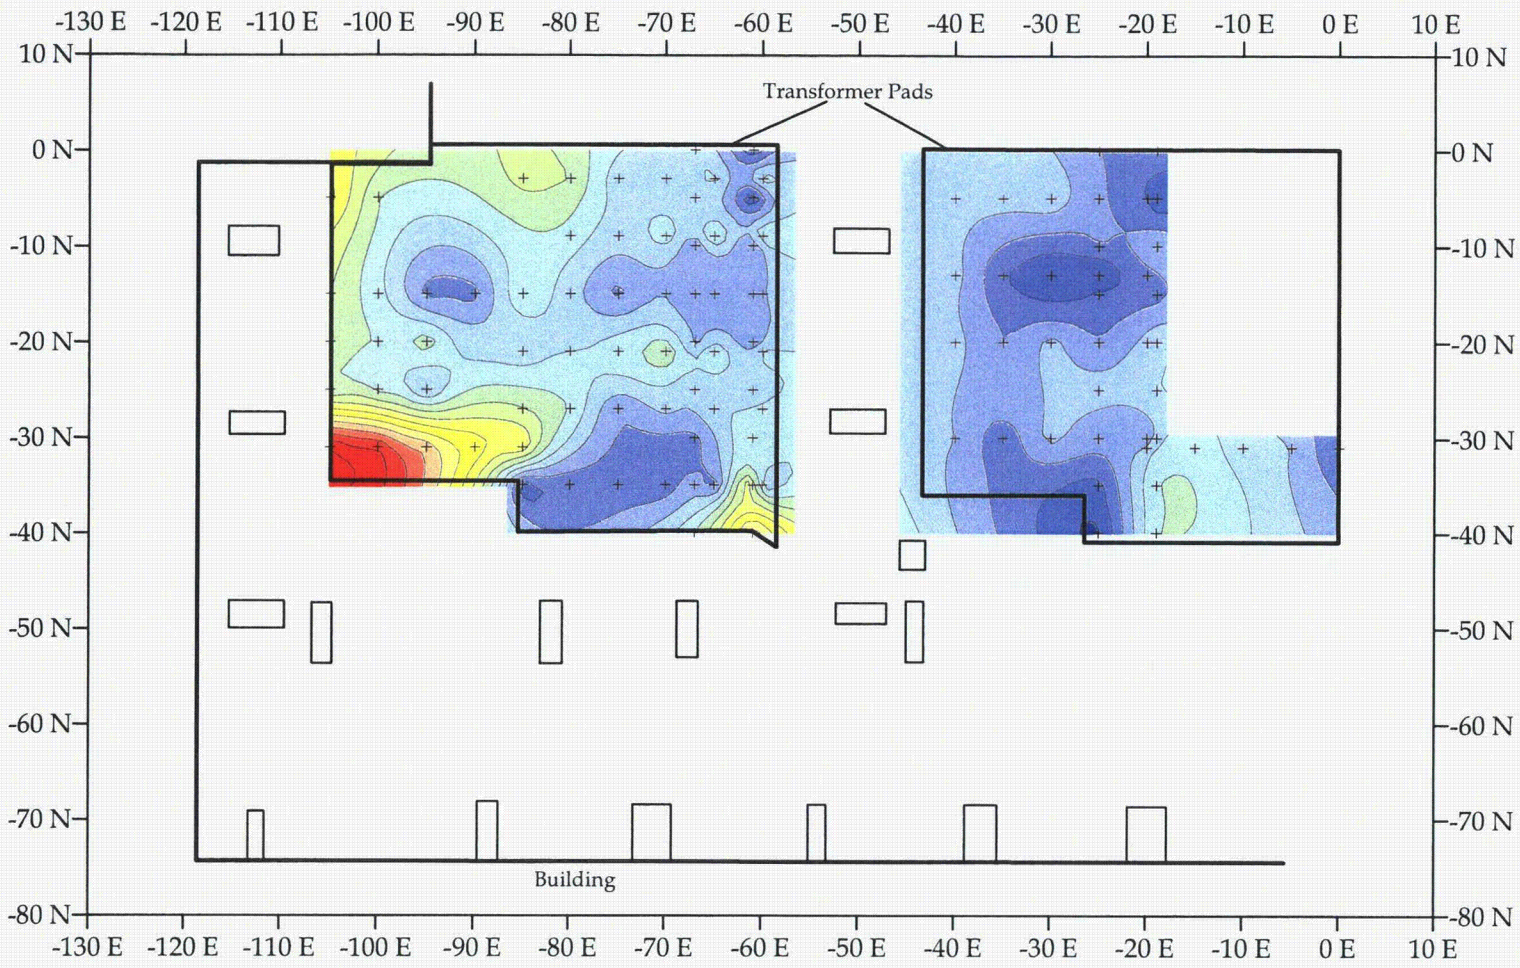 -130 E -120 E -110 E -100 E -90 E -80 E -70 E -60 E -50 E -40 E -30 E -20 E -10 E 0 E 10 E
10 N 10 N
Transformer Pads
0 N 0 N
-10 N -10 N
-20 N -20 N
-30 N -30 N
-40 N -40 N
-50 N -50 N
-60 N -60 N
-70 N -70 N
Building
-80 N -80 N
-130 E -120 E -110 E -100 E -90 E -80 E -70 E -60 E -50 E -40 E -30 E -20 E -10 E 0 E 10 E